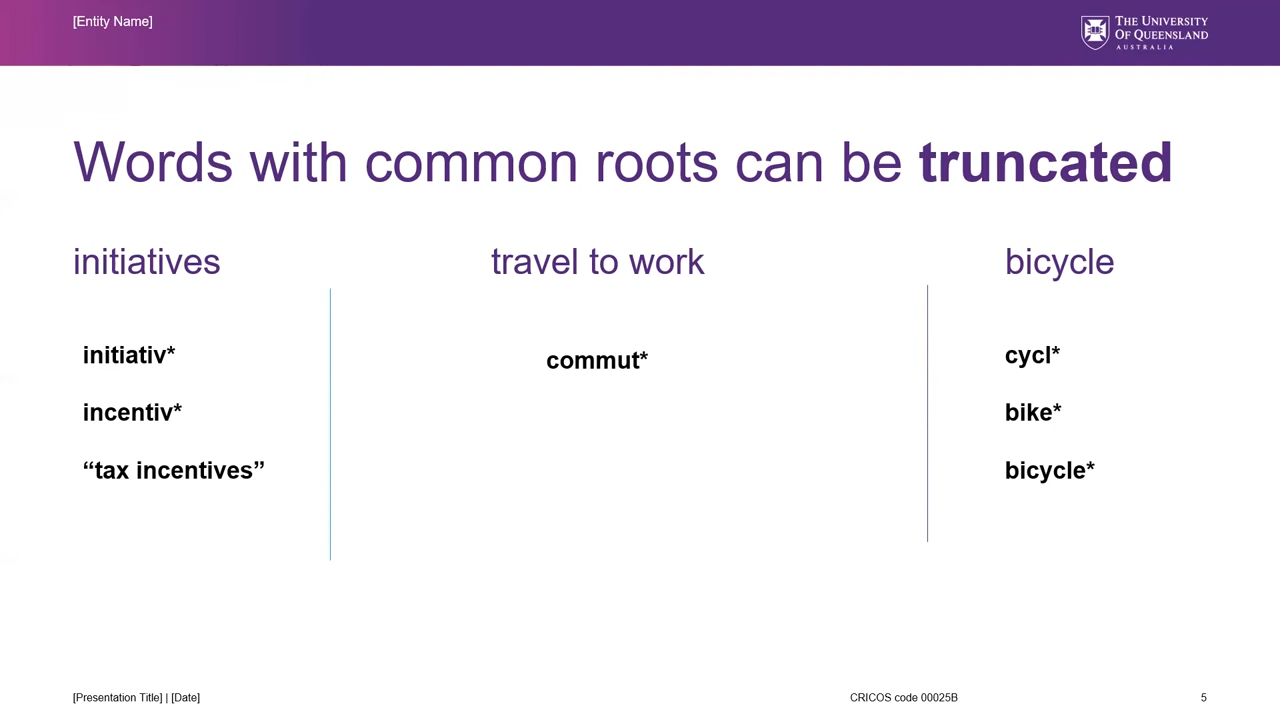 [Entity Name]
THE UNIVERSITY
OF QUEENSLAND
AUSTRALIA
Words with common roots can be truncated
initiatives
initiativ*
incentiv*
“tax incentives”
travel to work
commut*
bicycle
cycl*
bike*
bicycle*
[Presentation Title] | [Date]
CRICOS code 00025B
5